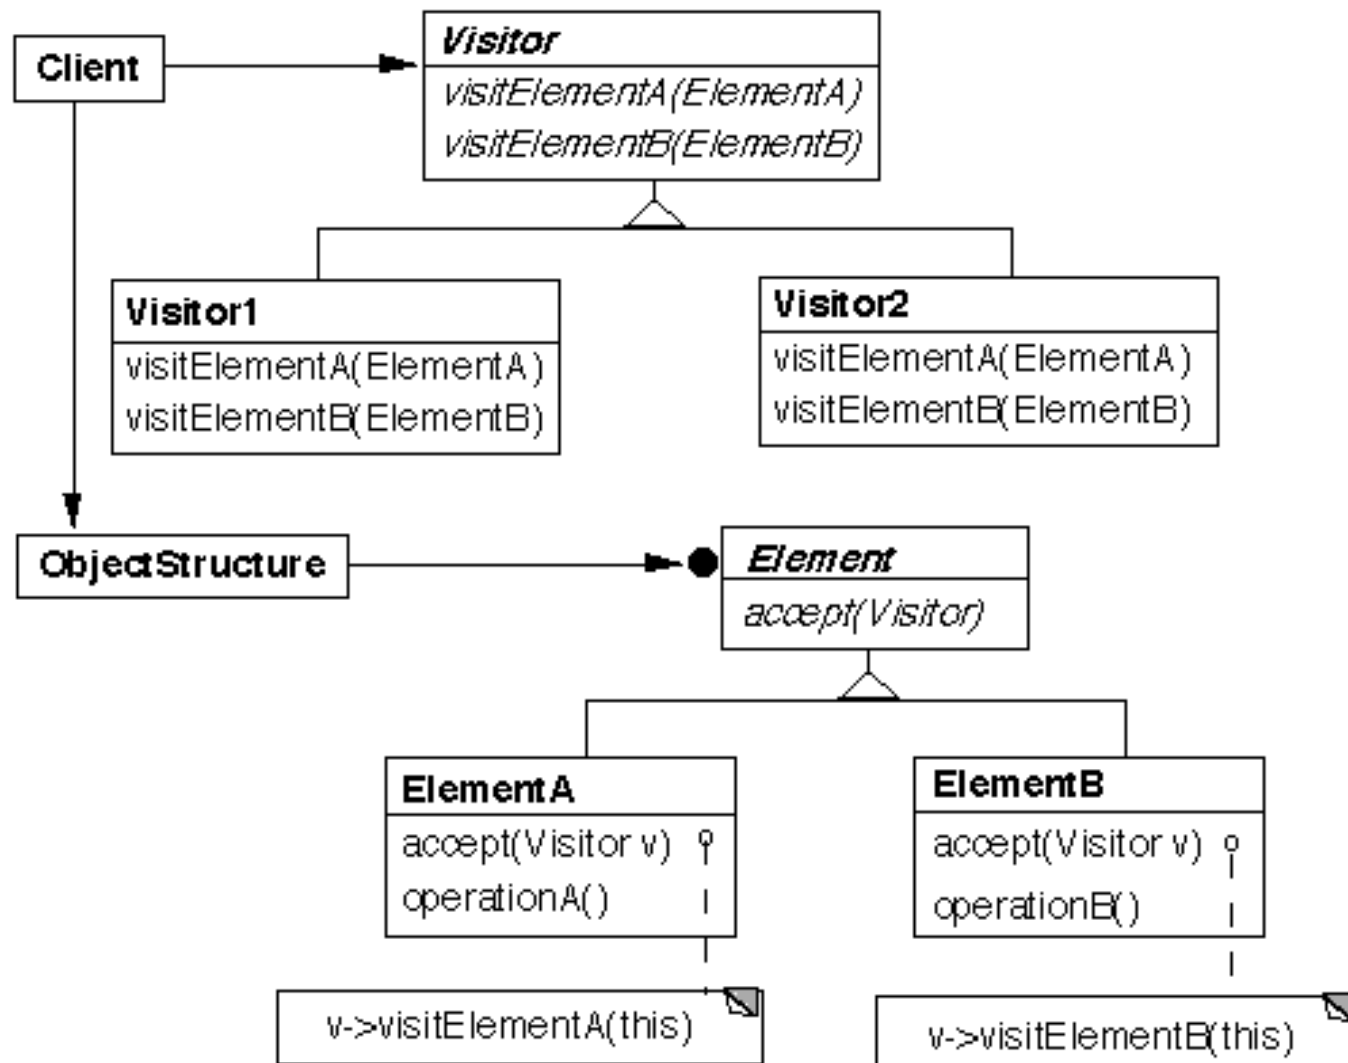 Client
Visitor
visitElementA(ElementA)
visitElementB(ElementB)
Visitor1
visitElementA(ElementA)
visitElementB(ElementB)
Visitor2
visitElementA(ElementA)
visitElementB(ElementB)
ObjectStructure
Element
accept(Visitor)
ElementA
accept(Visitor v)
operationA()
ElementB
accept(Visitor v)
operationB()
v->visitElementA(this)
v->visitElementB(this)